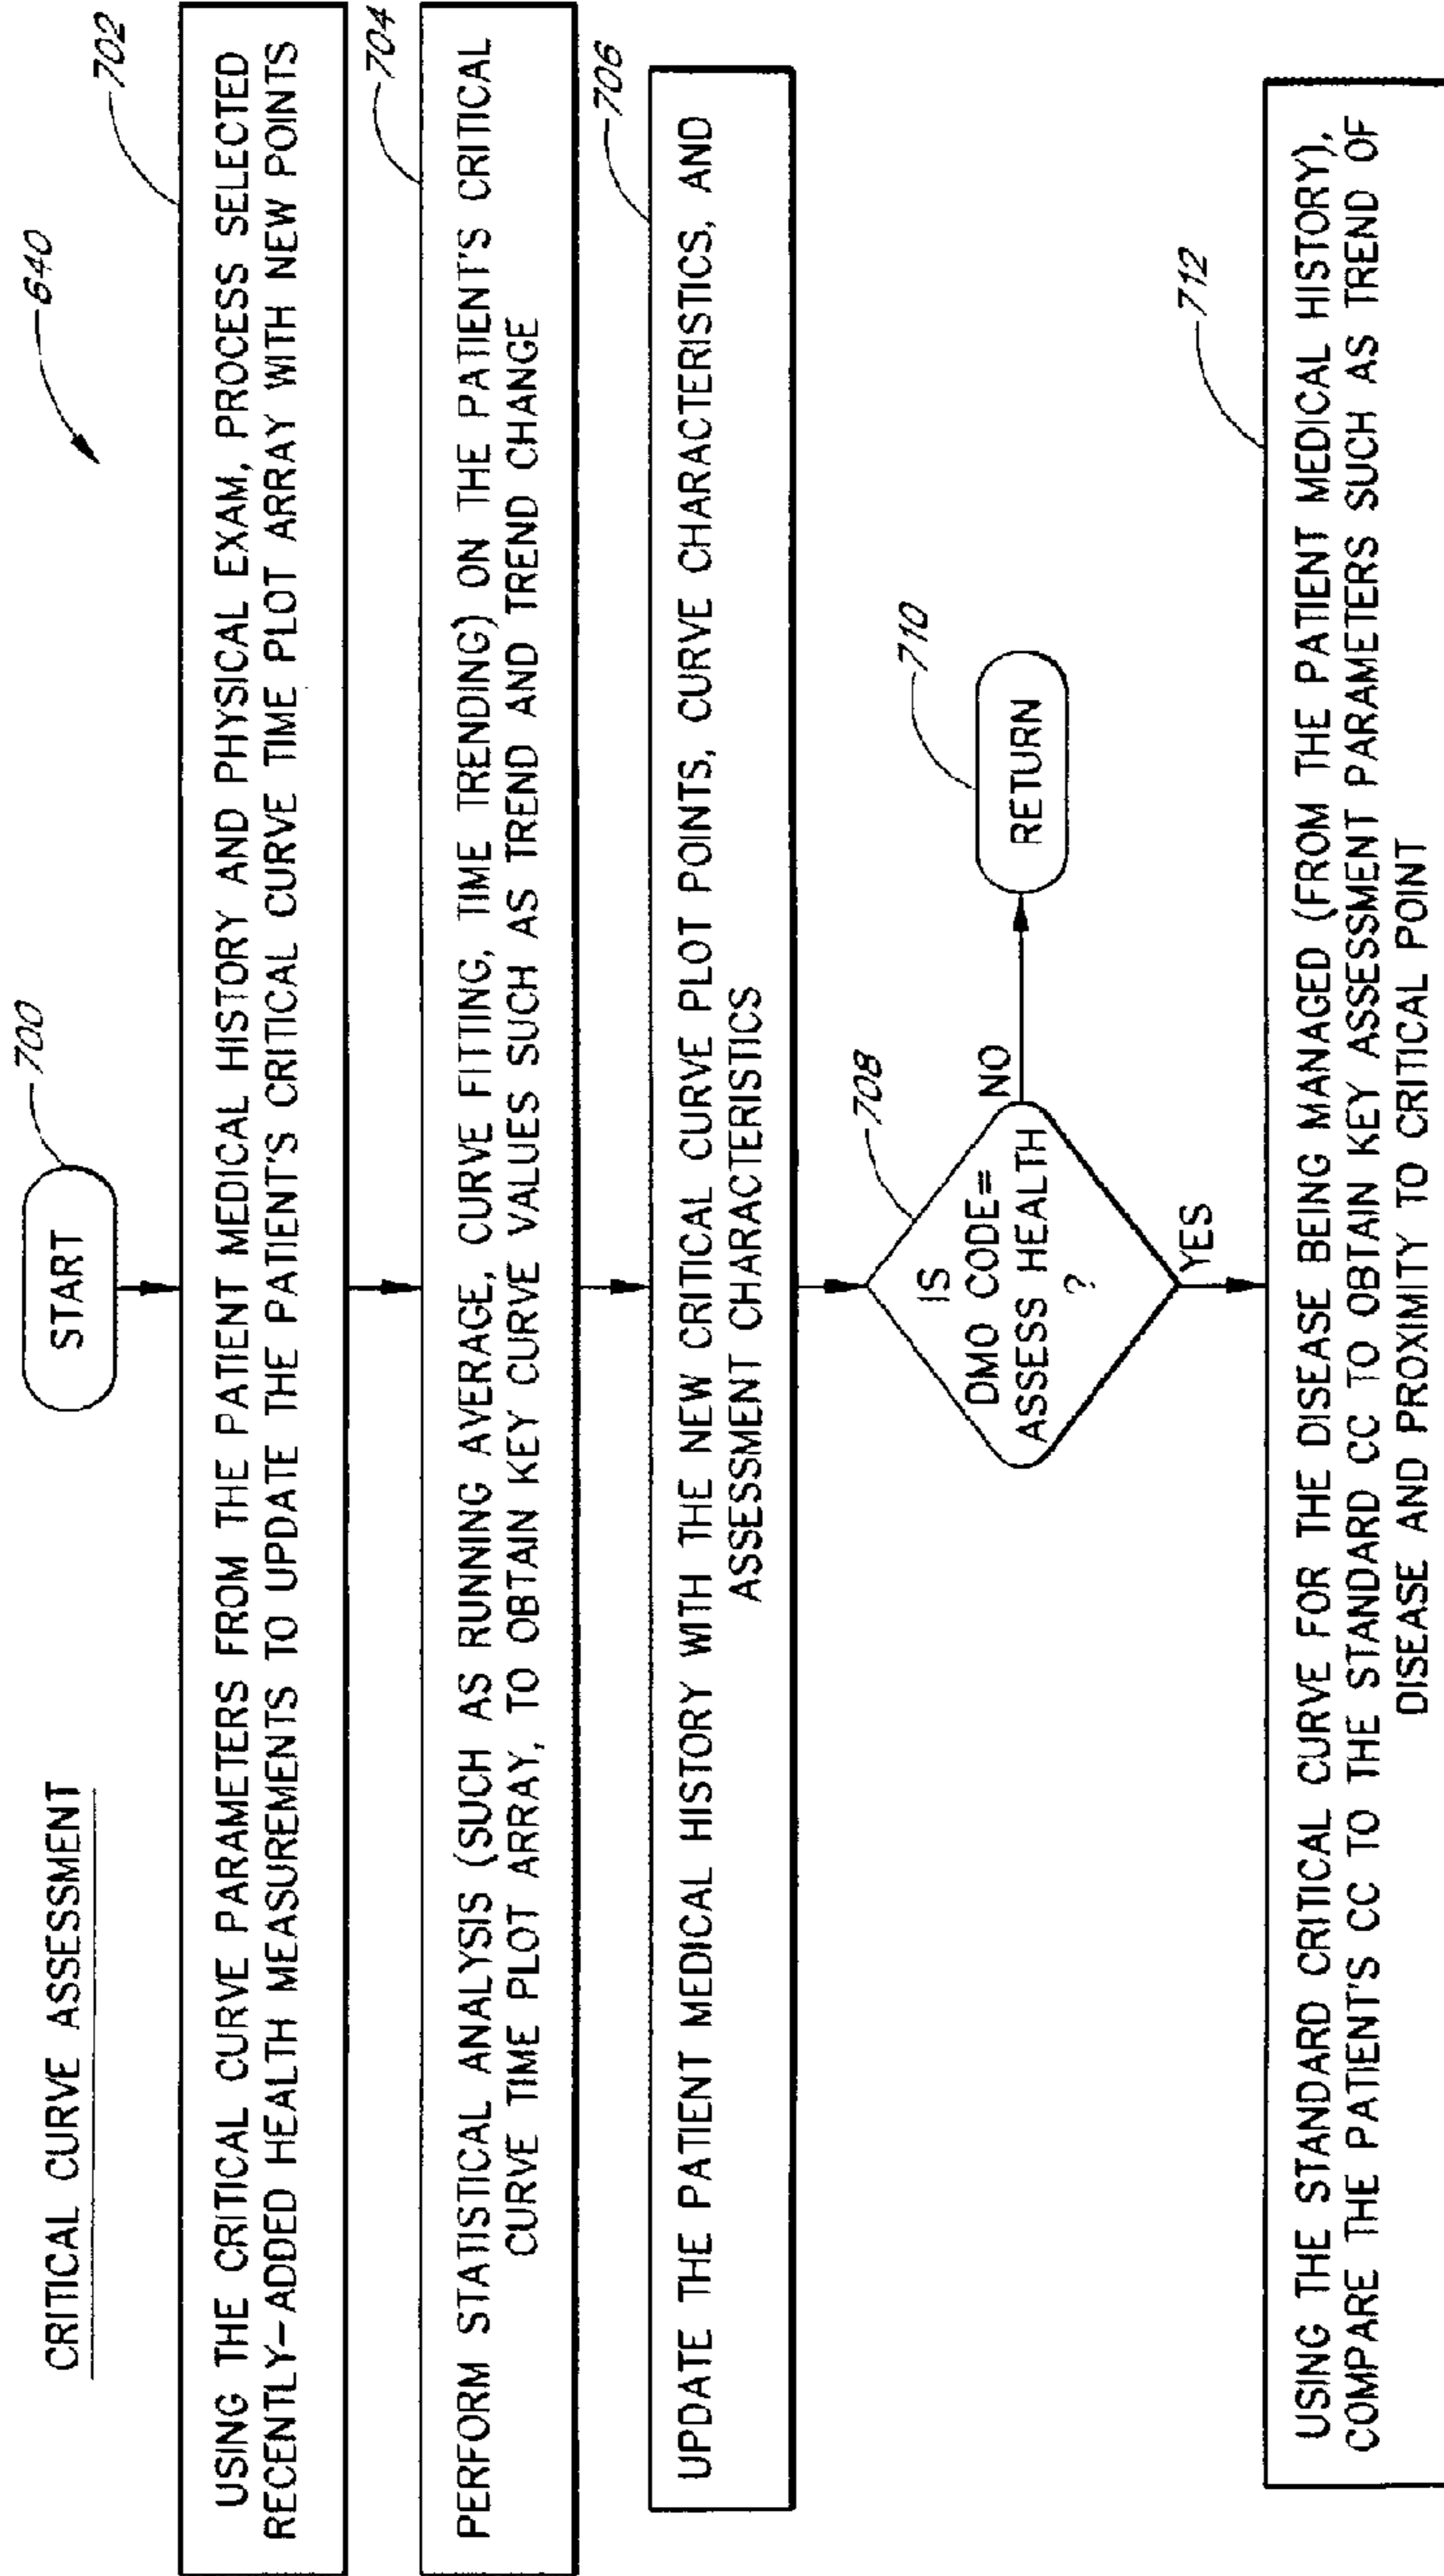 CRITICAL CURVE ASSESSMENT
640
700
START
702
USING THE CRITICAL CURVE PARAMETERS FROM THE PATIENT MEDICAL HISTORY AND PHYSICAL EXAM, PROCESS SELECTED
RECENTLY-ADDED HEALTH MEASUREMENTS TO UPDATE THE PATIENT'S CRITICAL CURVE TIME PLOT ARRAY WITH NEW POINTS
704
PERFORM STATISTICAL ANALYSIS (SUCH AS RUNNING AVERAGE, CURVE FITTING, TIME TRENDING) ON THE PATIENT'S CRITICAL
CURVE TIME PLOT ARRAY, TO OBTAIN KEY CURVE VALUES SUCH AS TREND AND TREND CHANGE
706
UPDATE THE PATIENT MEDICAL HISTORY WITH THE NEW CRITICAL CURVE PLOT POINTS, CURVE CHARACTERISTICS, AND
ASSESSMENT CHARACTERISTICS
708
IS
DMO CODE=
ASSESS HEALTH
?
NO
710
RETURN
YES
712
USING THE STANDARD CRITICAL CURVE FOR THE DISEASE BEING MANAGED (FROM THE PATIENT MEDICAL HISTORY),
COMPARE THE PATIENT'S CC TO THE STANDARD CC TO OBTAIN KEY ASSESSMENT PARAMETERS SUCH AS TREND OF
DISEASE AND PROXIMITY TO CRITICAL POINT